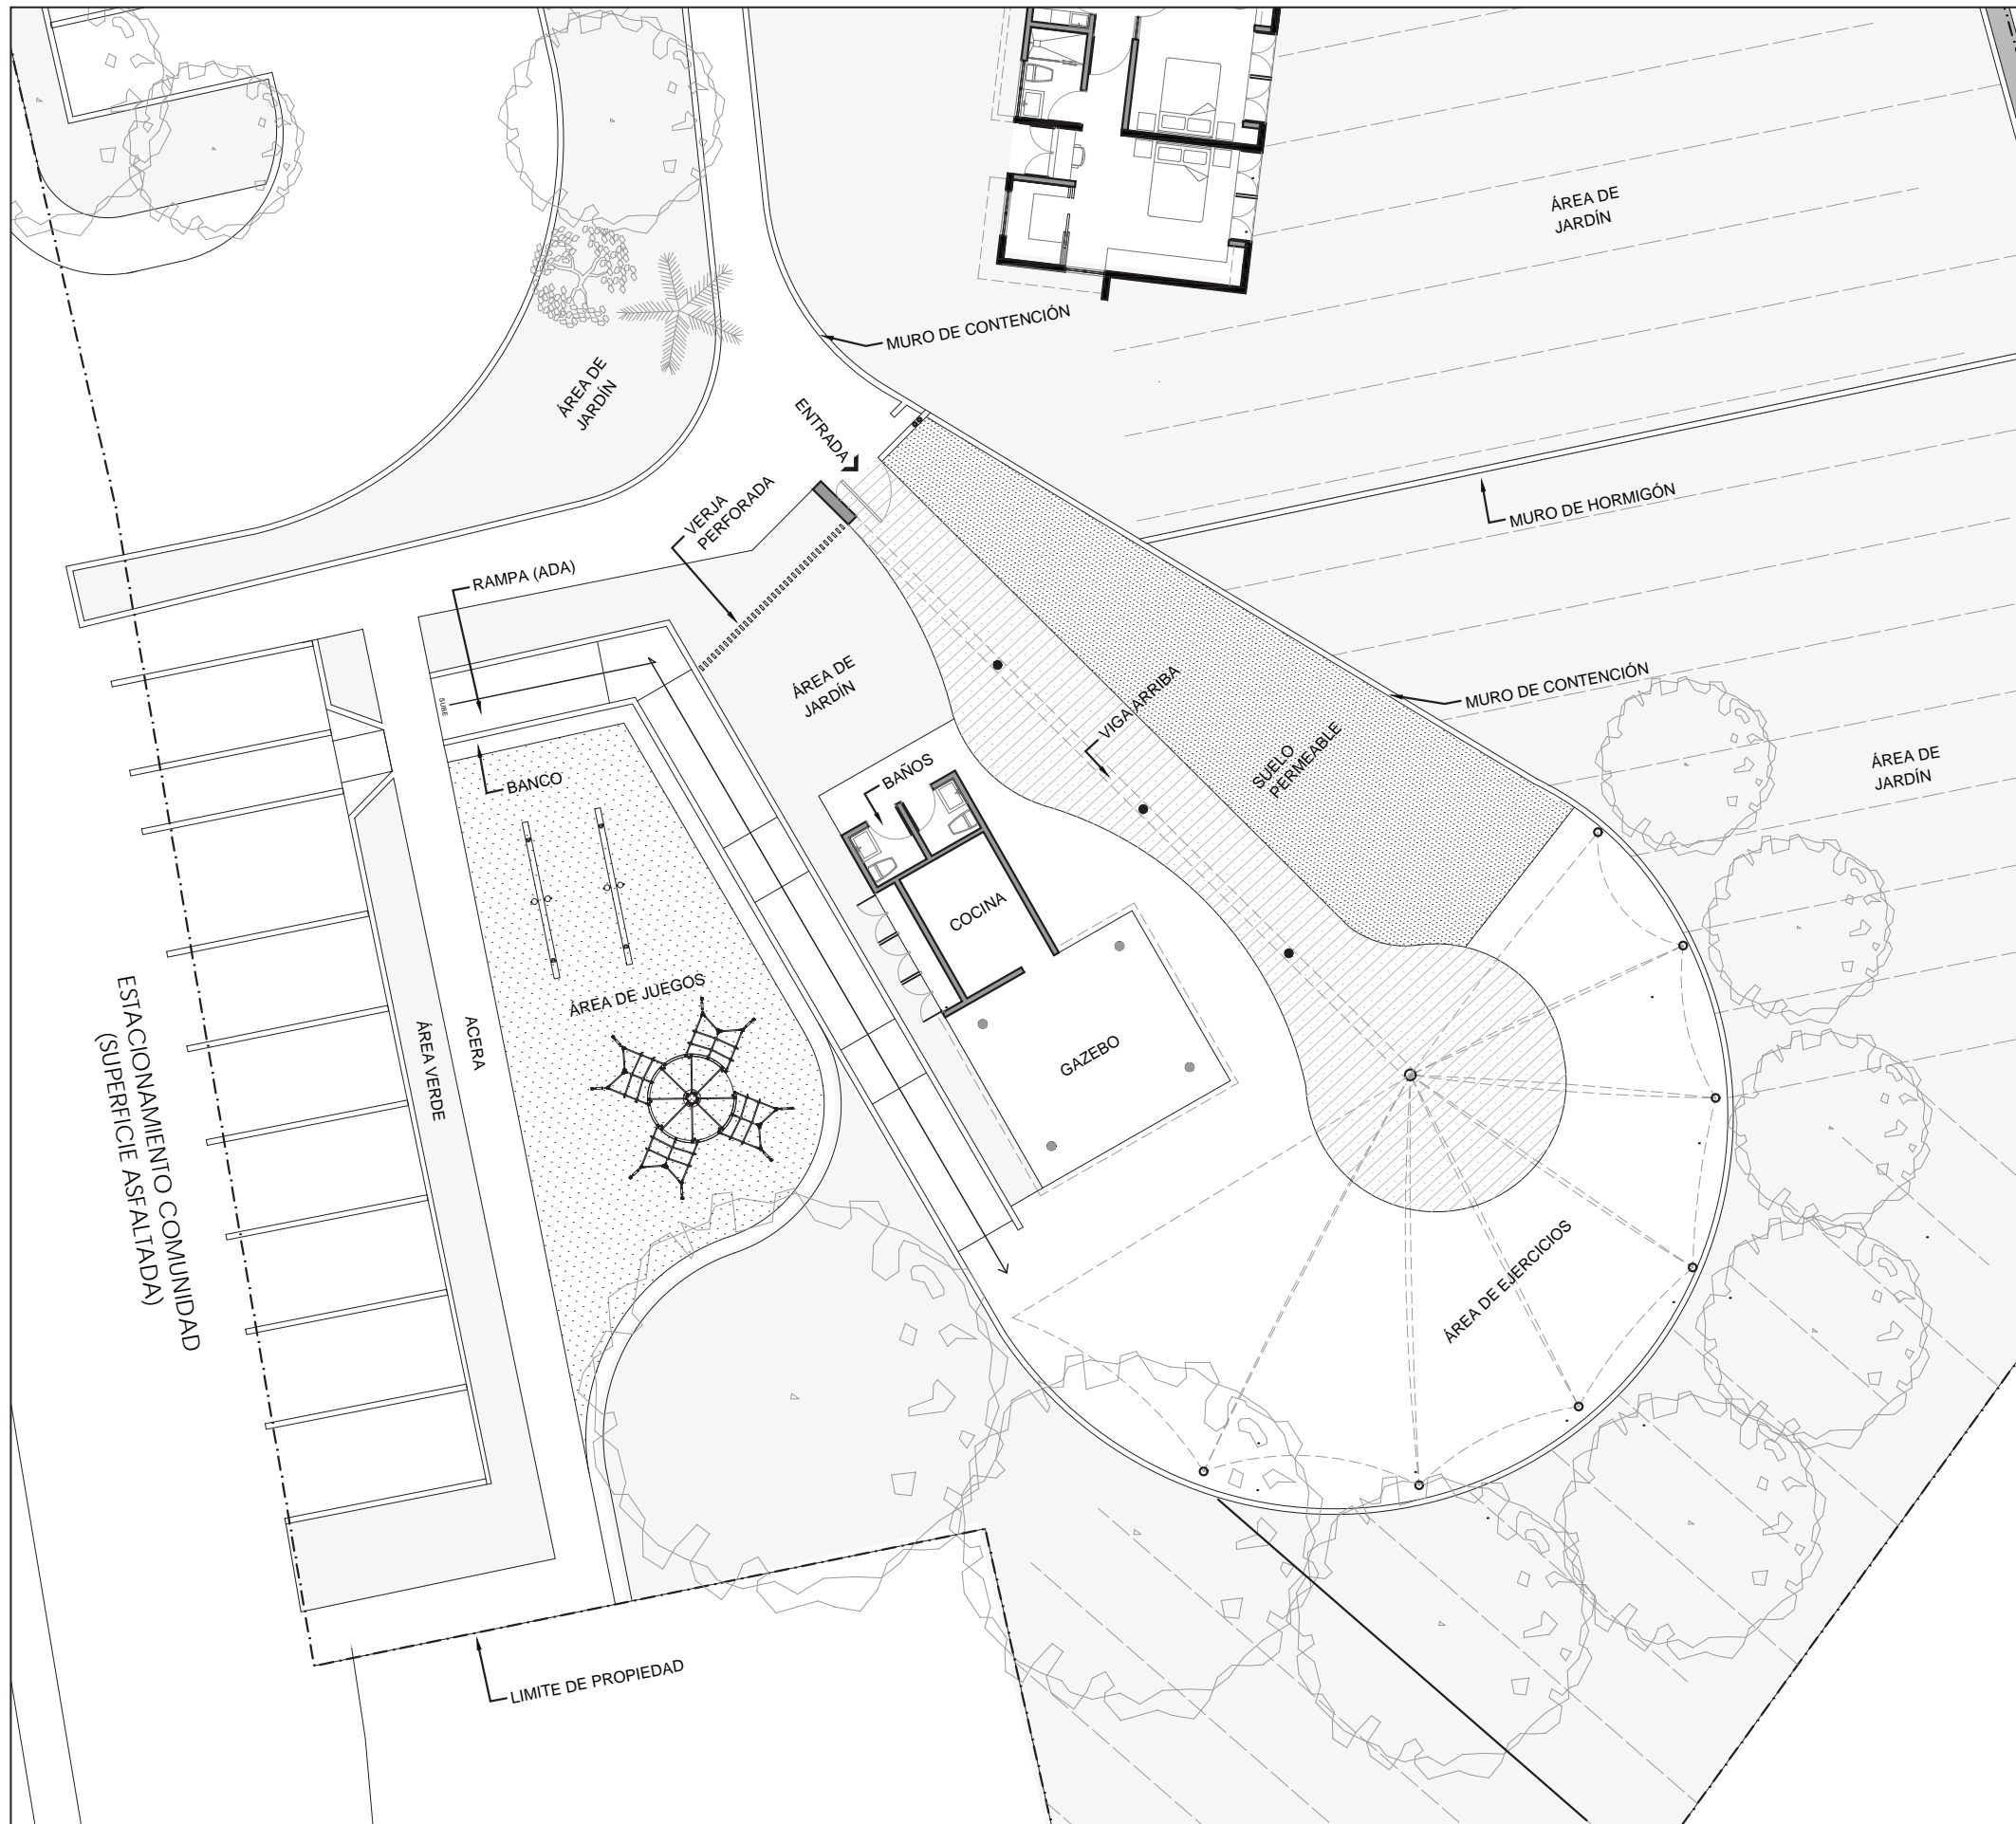 ÁREA DE
JARDÍN
MURO DE CONTENCIÓN
ÁREA DE
JARDÍN
ENTRADA
VERJA
PERFORADA
MURO DE HORMIGÓN
RAMPA (ADA)
SUBE
ÁREA DE
JARDÍN
VIGA ARRIBA
MURO DE CONTENCIÓN
SUELO
PERMEABLE
ÁREA DE
JARDÍN
BANCO
BAÑOS
COCINA
ÁREA DE JUEGOS
GAZEBO
ESTACIONAMIENTO COMUNIDAD
(SUPERFICIE ASFALTADA)
ÁREA VERDE
ACERA
ÁREA DE EJERCICIOS
LIMITE DE PROPIEDAD